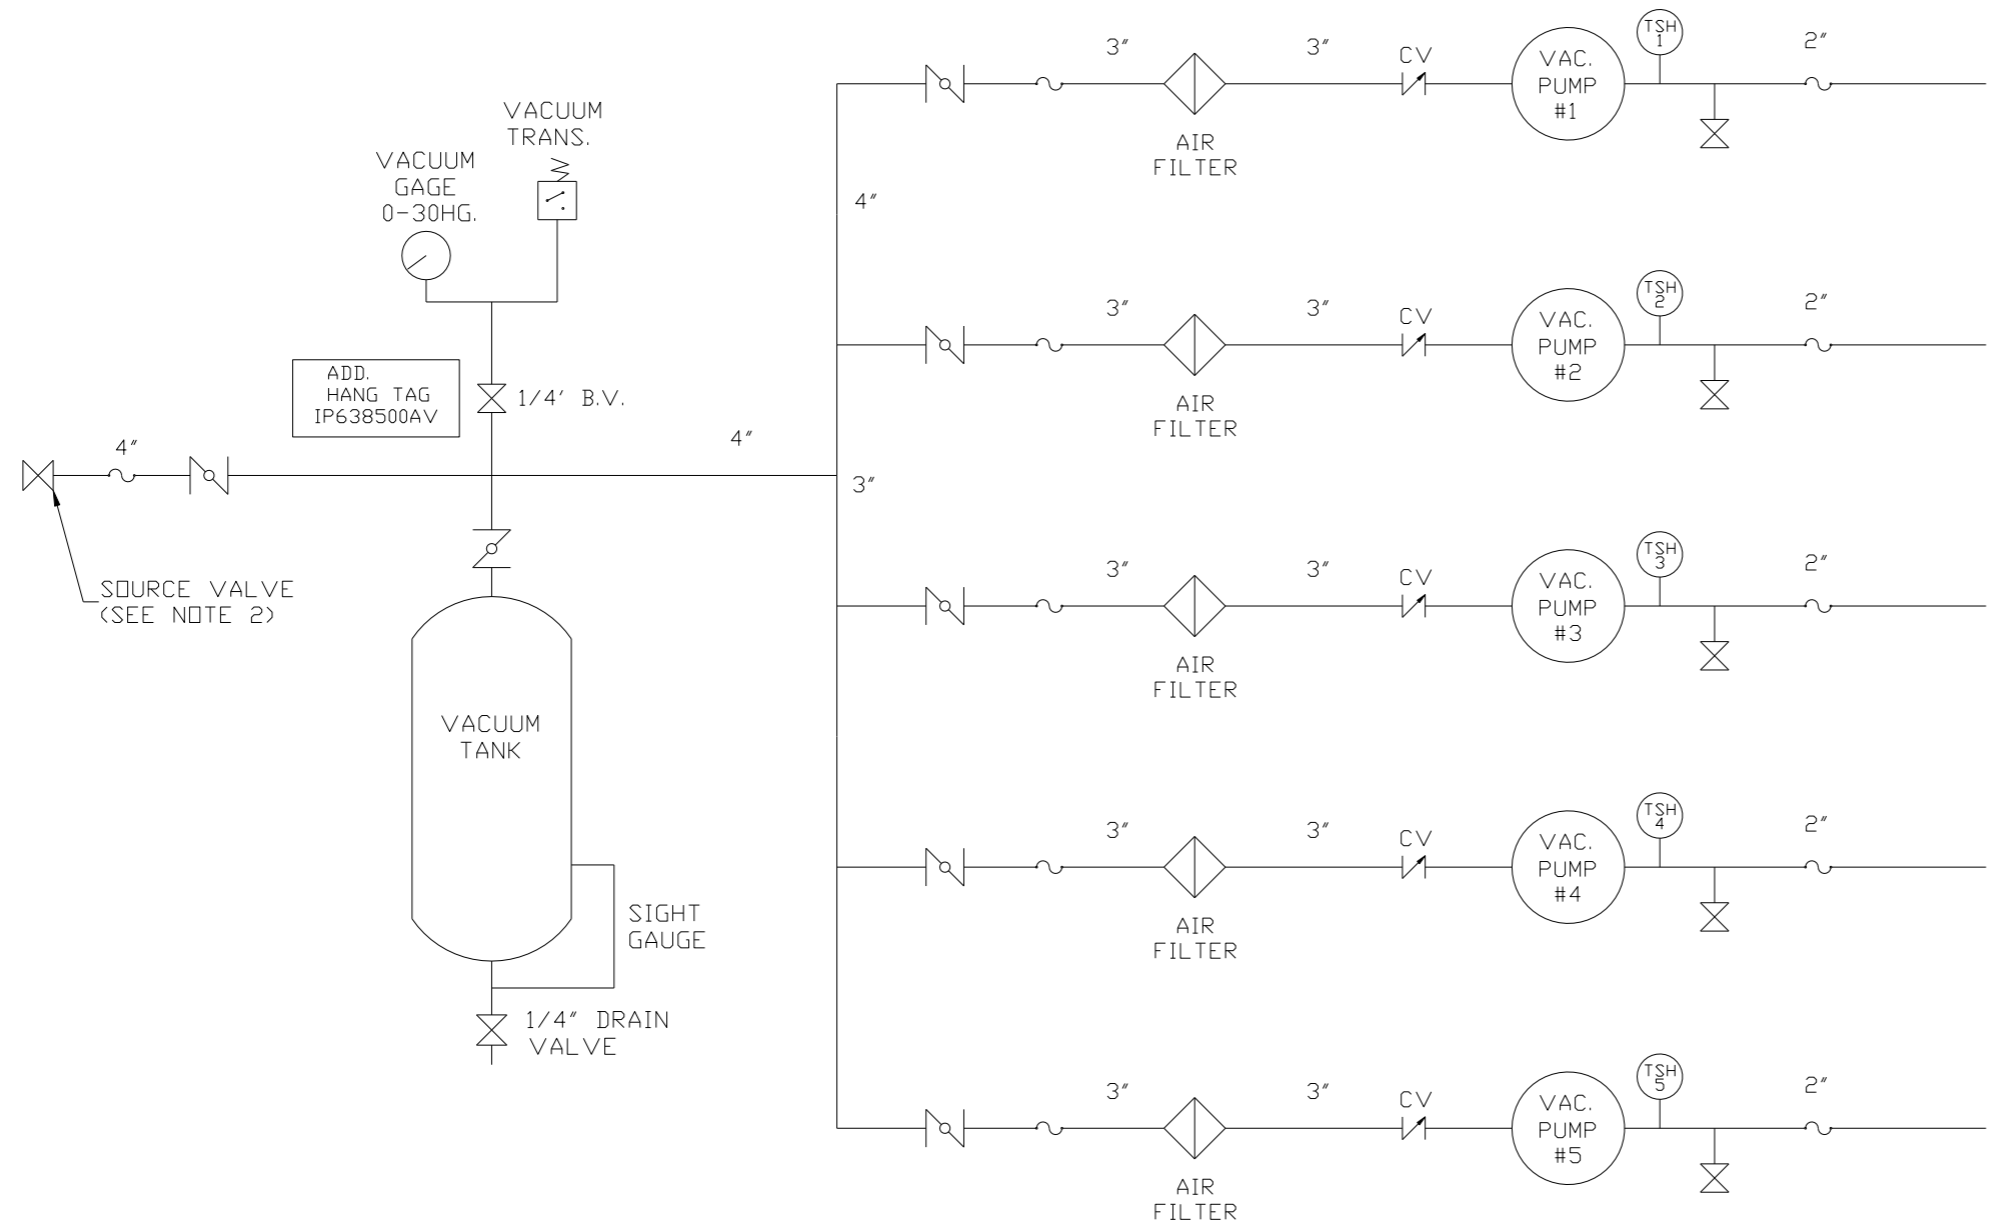 VACUUM
TRANS.
VACUUM
GAGE
0-30HG.
ADD.
HANG TAG
IP638500AV
1/4' B.V.
4"
4"
SOURCE VALVE
(SEE NOTE 2)
VACUUM
TANK
SIGHT
GAUGE
1/4" DRAIN
VALVE
4"
3"
3"
AIR
FILTER
3"
CV
VAC.
PUMP
#1
TSH
1
2"
3"
AIR
FILTER
3"
CV
VAC.
PUMP
#2
TSH
2
2"
3"
AIR
FILTER
3"
CV
VAC.
PUMP
#3
TSH
3
2"
3"
AIR
FILTER
3"
CV
VAC.
PUMP
#4
TSH
4
2"
3"
AIR
FILTER
3"
CV
VAC.
PUMP
#5
TSH
5
2"